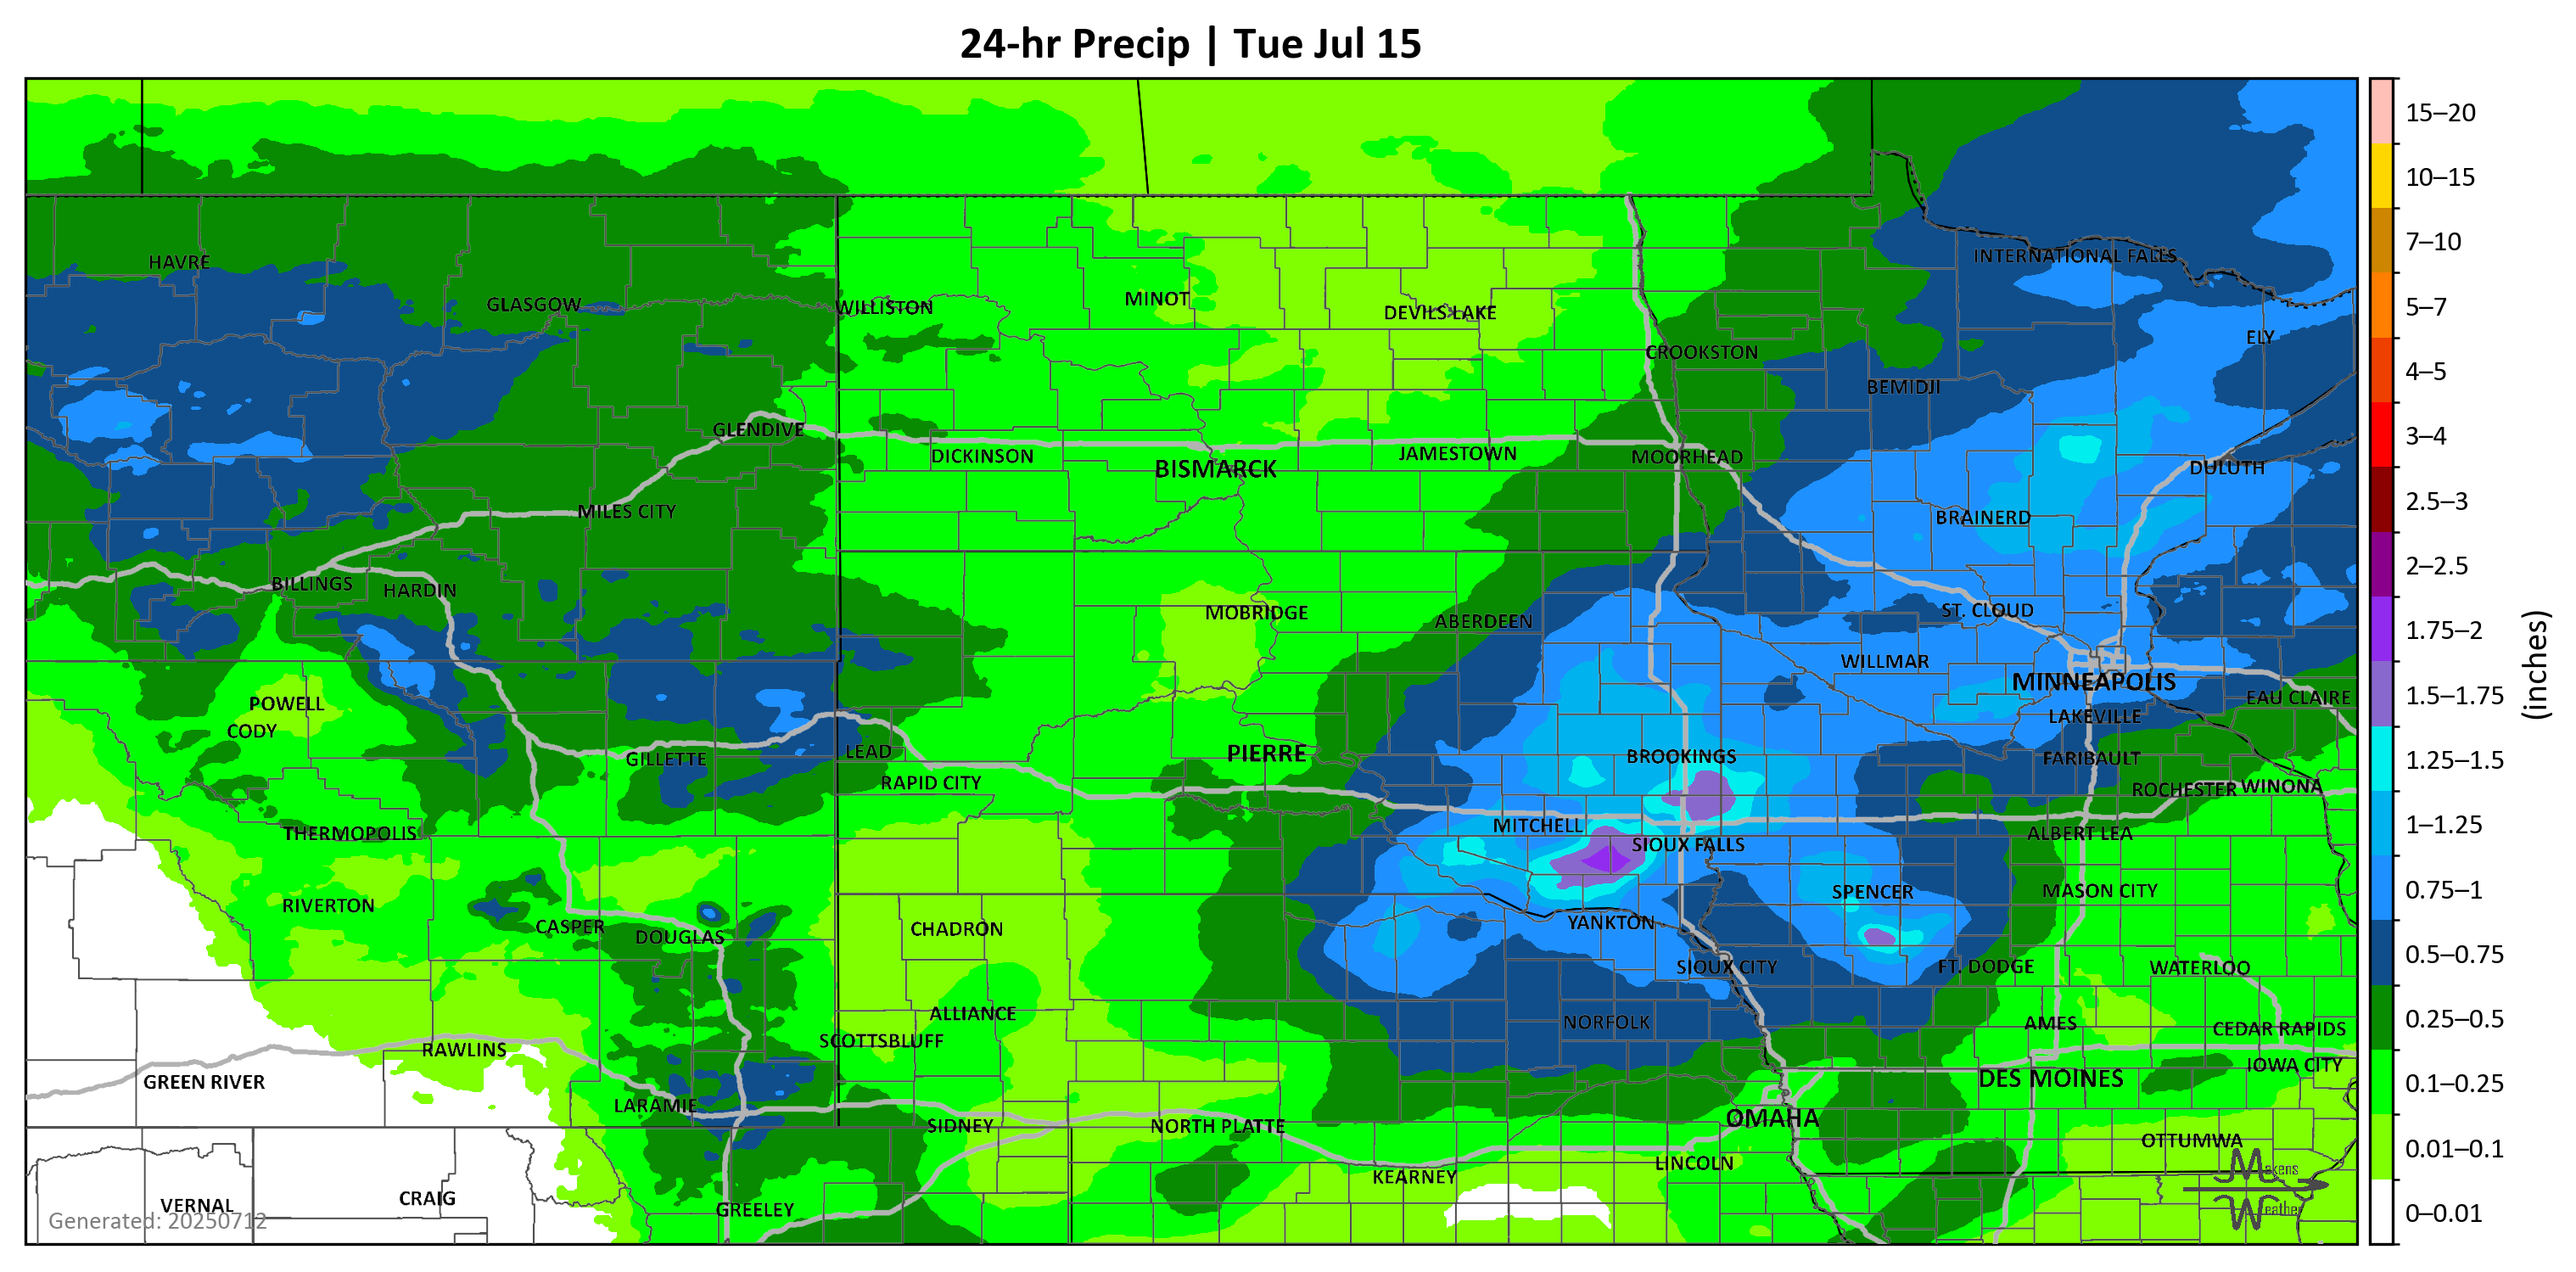 24-hr Precip | Tue Jul 15
15–20
10–15
7–10
5–7
4–5
3–4
2.5–3
2–2.5
1.75–2
1.5–1.75
1.25–1.5
1–1.25
0.75–1
0.5–0.75
0.25–0.5
0.1–0.25
0.01–0.1
0–0.01
(inches)
INTERNATIONAL FALLS
HAVRE
GLASGOW
WILLISTON
MINOT
DEVILS LAKE
ELY
CROOKSTON
BEMIDJI
GLENDIVE
DICKINSON
BISMARCK
JAMESTOWN
MOORHEAD
DULUTH
MILES CITY
BRAINERD
BILLINGS
HARDIN
MOBRIDGE
ABERDEEN
ST. CLOUD
WILLMAR
MINNEAPOLIS
EAU CLAIRE
POWELL
CODY
LAKEVILLE
GILLETTE
LEAD
PIERRE
BROOKINGS
FARIBAULT
RAPID CITY
ROCHESTER
WINONA
THERMOPOLIS
MITCHELL
ALBERT LEA
SIOUX FALLS
RIVERTON
SPENCER
MASON CITY
CASPER
DOUGLAS
CHADRON
YANKTON
SIOUX CITY
FT. DODGE
WATERLOO
ALLIANCE
NORFOLK
AMES
CEDAR RAPIDS
SCOTTSBLUFF
RAWLINS
IOWA CITY
GREEN RIVER
DES MOINES
LARAMIE
OMAHA
SIDNEY
NORTH PLATTE
OTTUMWA
LINCOLN
KEARNEY
VERNAL
CRAIG
GREELEY
Generated: 20250712
Makens
Weather